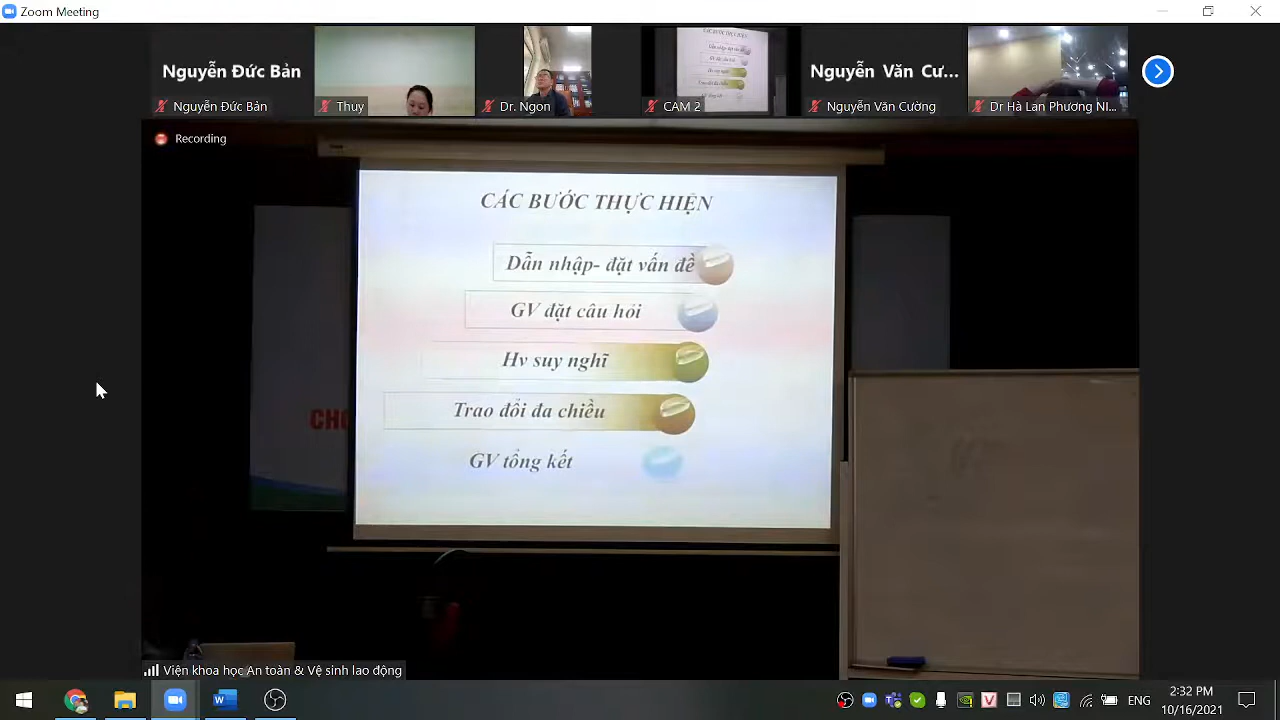 Zoom Meeting
Nguyễn Đức Bản
Nguyễn Văn Cư...
Nguyễn Đức Bản
Thuy
Dr. Ngon
CAM 2
Nguyễn Văn Cường
Dr Hà Lan Phương NI...
Recording
CÁC BƯỚC THỰC HIỆN
Dẫn nhập- đặt vấn đề
GV đặt câu hỏi
Hv suy nghĩ
Trao đổi đa chiều
GV tổng kết
CHO
Viện khoa học An toàn & Vệ sinh lao động
ENG
2:32 PM
10/16/2021